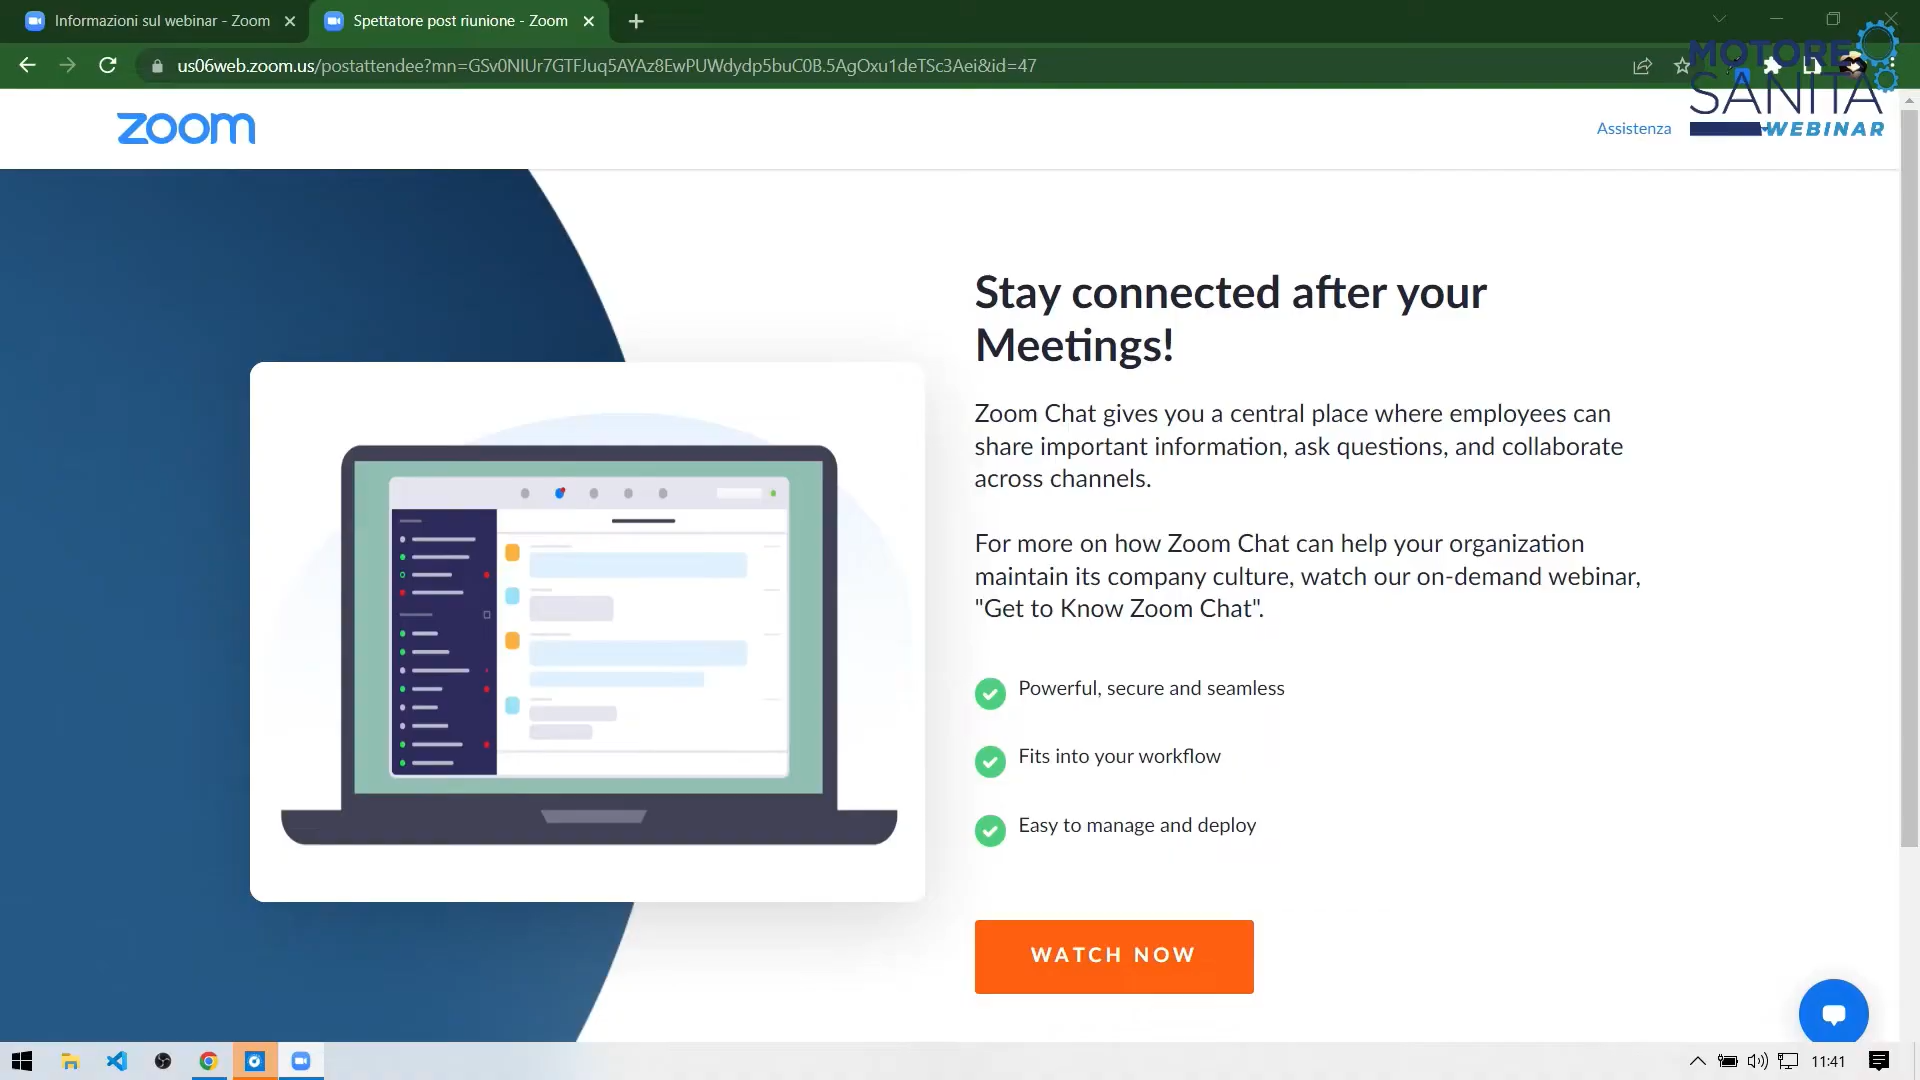 Informazioni sul webinar - Zoom
Spettatore post riunione - Zoom
us06web.zoom.us/postattendee?mn=GSv0NIUr7GTFJuq5AYAz8EwPUWdydp5buC0B.5AgOxu1deTSc3Aei&id=47
MOTORE
SANITÀ
WEBINAR
zoom
Assistenza
Stay connected after your
Meetings!
Zoom Chat gives you a central place where employees can
share important information, ask questions, and collaborate
across channels.
For more on how Zoom Chat can help your organization
maintain its company culture, watch our on-demand webinar,
"Get to Know Zoom Chat".
Powerful, secure and seamless
Fits into your workflow
Easy to manage and deploy
WATCH NOW
11:41